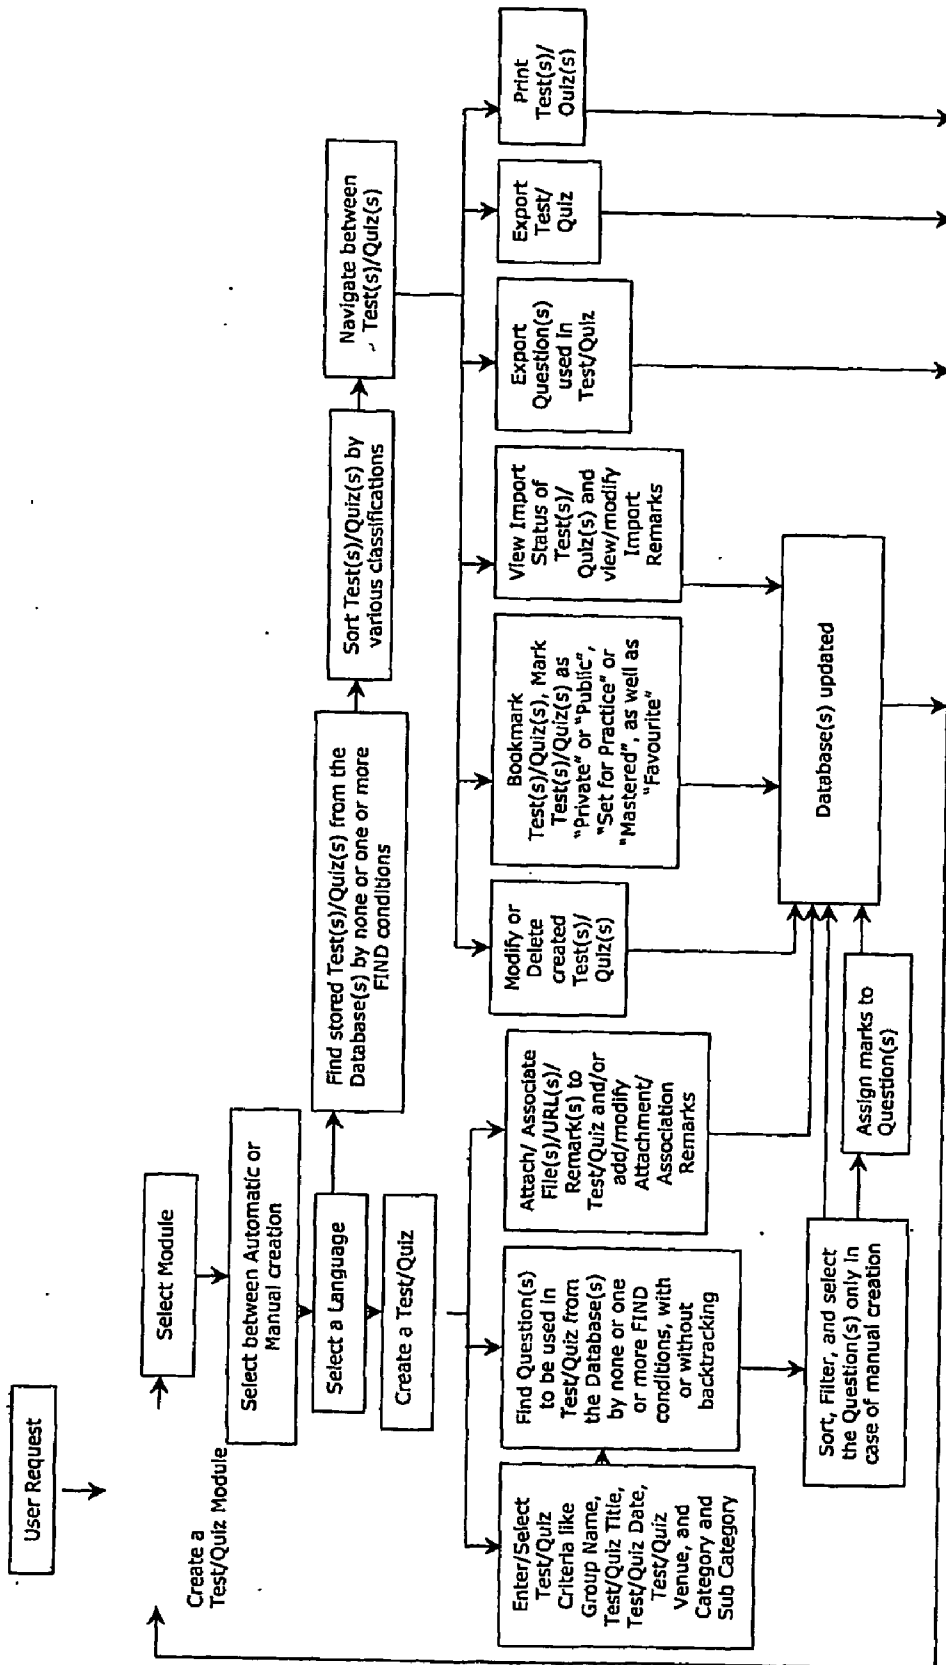 User Request
Create a
Test/Quiz Module
Select Module
Select between Automatic or
Manual creation
Select a Language
Create a Test/Quiz
Find stored Test(s)/Quiz(s) from the
Database(s) by none or one or more
FIND conditions
Sort Test(s)/Quiz(s) by
various classifications
Navigate between
Test(s)/Quiz(s)
Enter/Select
Test/Quiz
Criteria like
Group Name,
Test/Quiz Title,
Test/Quiz Date,
Test/Quiz
Venue, and
Category and
Sub Category
Find Question(s)
to be used in
Test/Quiz from
the Database(s)
by none or one
or more FIND
conditions, with
or without
backtracking
Attach/ Associate
File(s)/URL(s)/
Remark(s) to
Test/Quiz and/or
add/modify
Attachment/
Association
Remarks
Modify or
Delete
created
Test(s)/
Quiz(s)
Bookmark
Test(s)/Quiz(s), Mark
Test(s)/Quiz(s) as
"Private" or "Public",
"Set for Practice" or
"Mastered", as well as
"Favourite"
View Import
Status of
Test(s)/
Quiz(s) and
view/modify
Import
Remarks
Export
Question(s)
used in
Test/Quiz
Export
Test/
Quiz
Print
Test(s)/
Quiz(s)
Sort, Filter, and select
the Question(s) only in
case of manual creation
Assign marks to
Question(s)
Database(s) updated